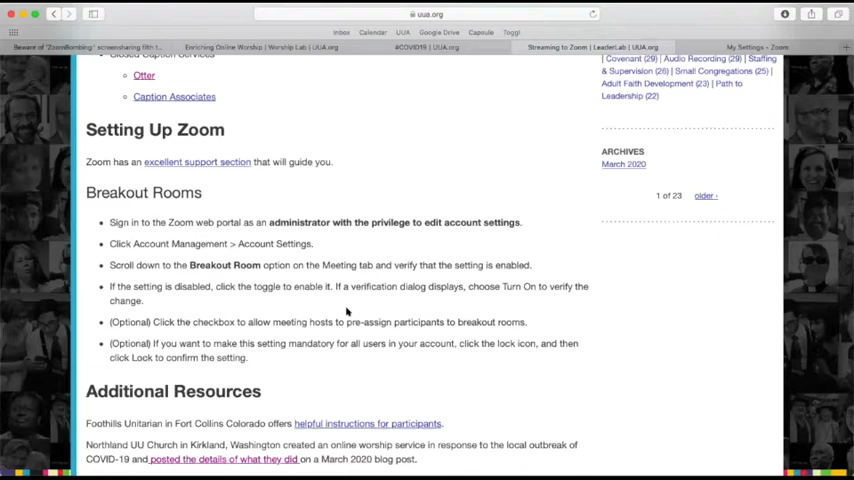 uua.org
Inbox Calendar UUA Google Drive Capsule Toggl
Beware of "ZoomBombing" screensharing filth t... Enriching Online Worship | Worship Lab | UUA.org #COVID19 | UUA.org Streaming to Zoom | LeaderLab | UUA.org My Settings - Zoom
Closed Caption Services
Otter
Caption Associates
Setting Up Zoom
Zoom has an excellent support section that will guide you.
Breakout Rooms
Sign in to the Zoom web portal as an administrator with the privilege to edit account settings.
Click Account Management > Account Settings.
Scroll down to the Breakout Room option on the Meeting tab and verify that the setting is enabled.
If the setting is disabled, click the toggle to enable it. If a verification dialog displays, choose Turn On to verify the
change.
(Optional) Click the checkbox to allow meeting hosts to pre-assign participants to breakout rooms.
(Optional) If you want to make this setting mandatory for all users in your account, click the lock icon, and then
click Lock to confirm the setting.
Additional Resources
Foothills Unitarian in Fort Collins Colorado offers helpful instructions for participants.
Northland UU Church in Kirkland, Washington created an online worship service in response to the local outbreak of
COVID-19 and posted the details of what they did on a March 2020 blog post.
| Covenant (29) | Audio Recording (29) | Staffing
& Supervision (26) | Small Congregations (25) |
Adult Faith Development (23) | Path to
Leadership (22)
ARCHIVES
March 2020
1 of 23 older ›